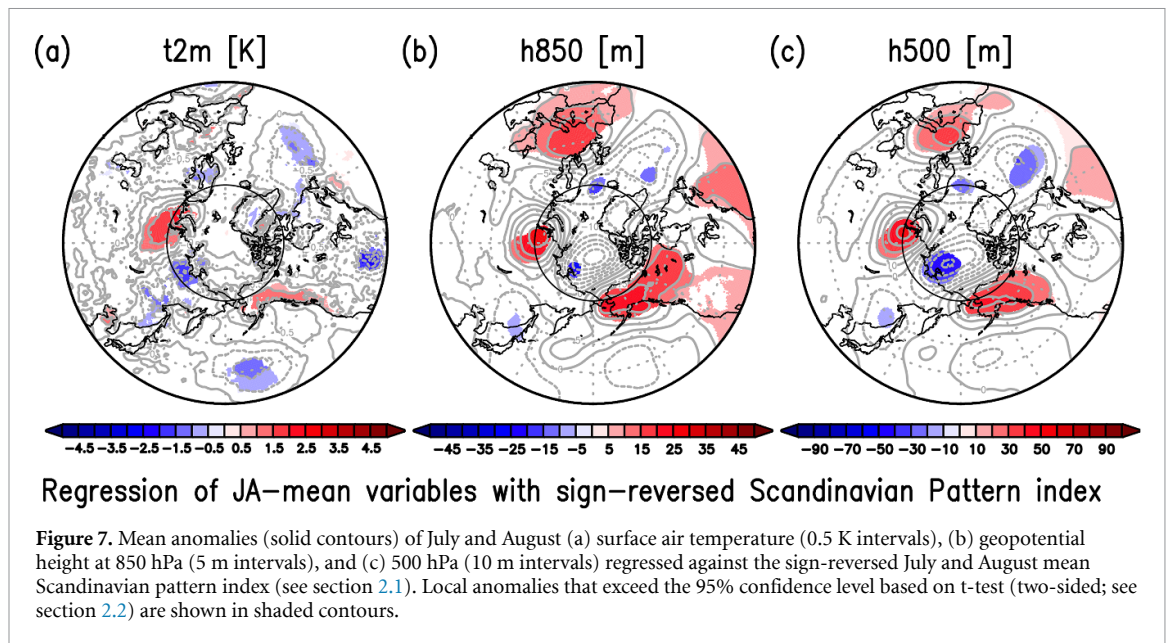 (a) t2m [K] (b) h850 [m] (c) h500 [m]
-4.5 -3.5 -2.5 -1.5 -0.5 0.5 1.5 2.5 3.5 4.5 -45 -35 -25 -15 -5 5 15 25 35 45 -90 -70 -50 -30 -10 10 30 50 70 90
Regression of JA-mean variables with sign-reversed Scandinavian Pattern index
Figure 7. Mean anomalies (solid contours) of July and August (a) surface air temperature (0.5 K intervals), (b) geopotential
height at 850 hPa (5 m intervals), and (c) 500 hPa (10 m intervals) regressed against the sign-reversed July and August mean
Scandinavian pattern index (see section 2.1). Local anomalies that exceed the 95% confidence level based on t-test (two-sided; see
section 2.2) are shown in shaded contours.